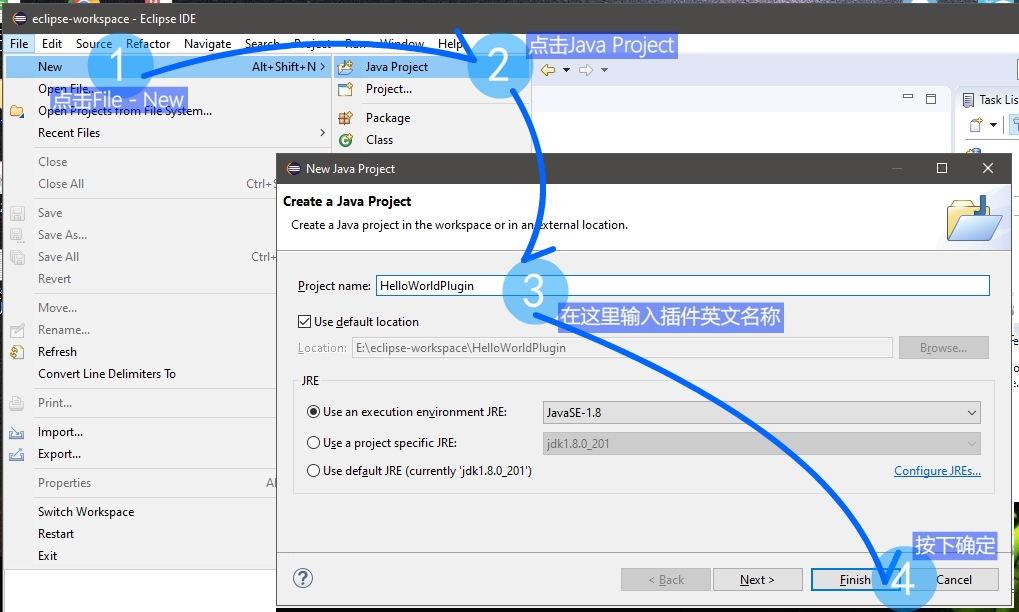 eclipse-workspace - Eclipse IDE
File Edit Source Refactor Navigate Search Project Run Window Help
1
2
点击Java Project
New Alt+Shift+N
Java Project
Open File...
点击File - New
Project...
Open Projects from File System...
Package
Task List
Recent Files
Class
Close
Close All
New Java Project
Create a Java Project
Create a Java project in the workspace or in an external location.
Save
Save As...
Save All
Revert
Move...
Rename...
Refresh
Convert Line Delimiters To
Print...
Import...
Export...
Properties
Switch Workspace
Restart
Exit
Project name: HelloWorldPlugin
3
在这里输入插件英文名称
Use default location
Location: E:\eclipse-workspace\HelloWorldPlugin Browse...
JRE
Use an execution environment JRE: JavaSE-1.8
Use a project specific JRE: jdk1.8.0_201
Use default JRE (currently 'jdk1.8.0_201') Configure JREs...
按下确定
4
? < Back Next > Finish Cancel